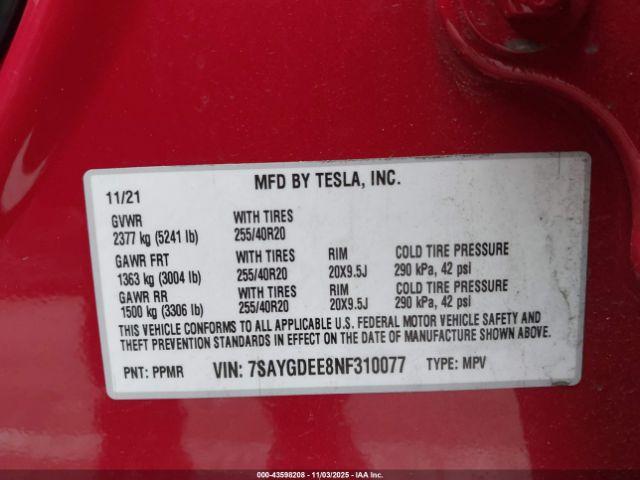 MFD BY TESLA, INC.
11/21
GVWR WITH TIRES
2377 kg (5241 lb) 255/40R20
GAWR FRT WITH TIRES RIM COLD TIRE PRESSURE
1363 kg (3004 lb) 255/40R20 20X9.5J 290 kPa, 42 psi
GAWR RR WITH TIRES RIM COLD TIRE PRESSURE
1500 kg (3306 lb) 255/40R20 20X9.5J 290 kPa, 42 psi
THIS VEHICLE CONFORMS TO ALL APPLICABLE U.S. FEDERAL MOTOR VEHICLE SAFETY AND
THEFT PREVENTION STANDARDS IN EFFECT ON THE DATE OF MANUFACTURE SHOWN ABOVE.
PNT: PPMR VIN: 7SAYGDEE8NF310077 TYPE: MPV
000-43598208 - 11/03/2025 - IAA Inc.